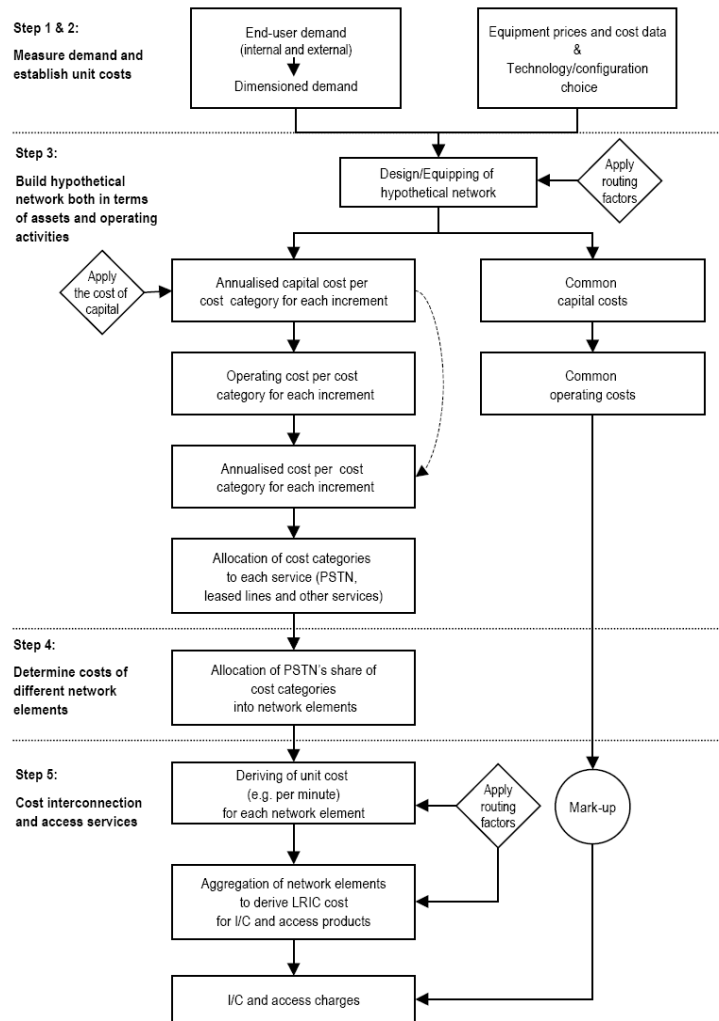 Step 1 & 2:
Measure demand and
establish unit costs
End-user demand
(internal and external)
Dimensioned demand
Equipment prices and cost data
&
Technology/configuration
choice
Step 3:
Build hypothetical
network both in terms
of assets and operating
activities
Design/Equipping of
hypothetical network
Apply
routing
factors
Apply
the cost of
capital
Annualised capital cost per
cost category for each increment
Common
capital costs
Operating cost per cost
category for each increment
Common
operating costs
Annualised cost per cost
category for each increment
Allocation of cost categories
to each service (PSTN,
leased lines and other services)
Step 4:
Determine costs of
different network
elements
Allocation of PSTN's share of
cost categories
into network elements
Step 5:
Cost interconnection
and access services
Deriving of unit cost
(e.g. per minute)
for each network element
Apply
routing
factors
Mark-up
Aggregation of network elements
to derive LRIC cost
for I/C and access products
I/C and access charges